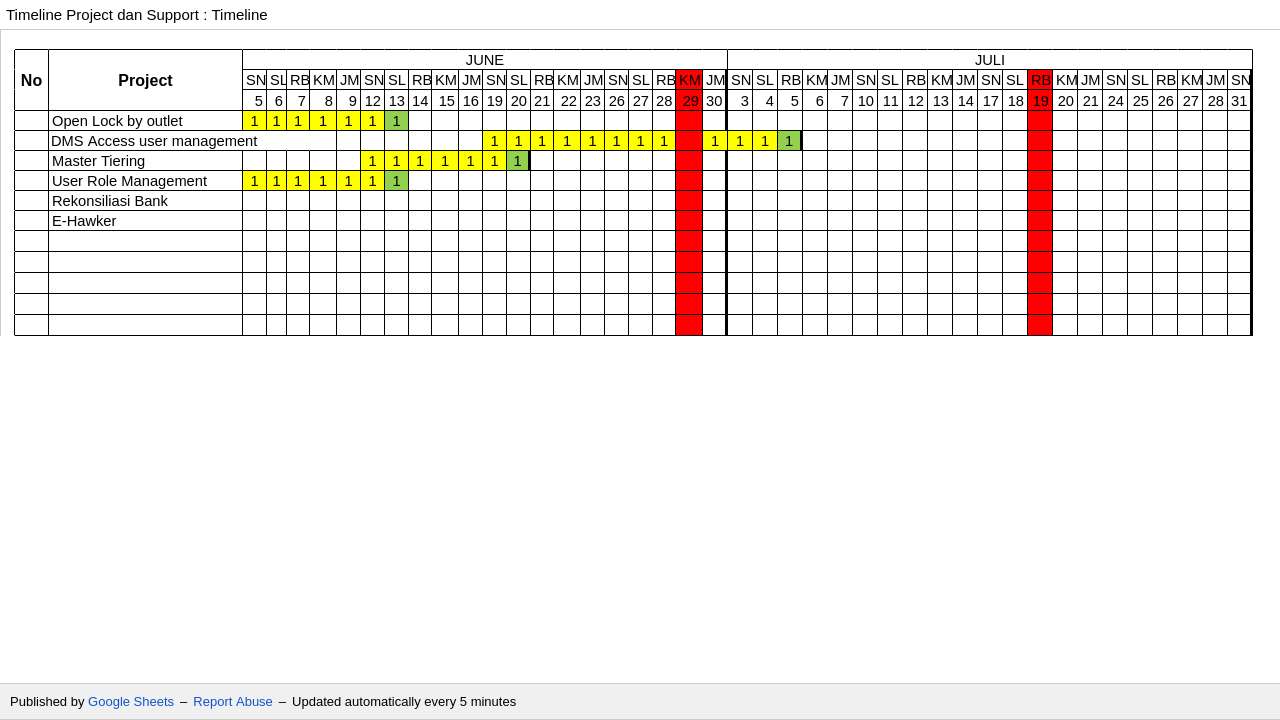 Timeline Project dan Support : Timeline
JUNE JULI
No Project SN SL RB KM JM SN SL RB KM JM SN SL RB KM JM SN SL RB KM JM SN SL RB KM JM SN SL RB KM JM SN SL RB KM JM SN SL RB KM JM SN
5 6 7 8 9 12 13 14 15 16 19 20 21 22 23 26 27 28 29 30 3 4 5 6 7 10 11 12 13 14 17 18 19 20 21 24 25 26 27 28 31
Open Lock by outlet 1 1 1 1 1 1 1
DMS Access user management 1 1 1 1 1 1 1 1 1 1 1 1
Master Tiering 1 1 1 1 1 1 1
User Role Management 1 1 1 1 1 1 1
Rekonsiliasi Bank
E-Hawker
Published by Google Sheets – Report Abuse – Updated automatically every 5 minutes